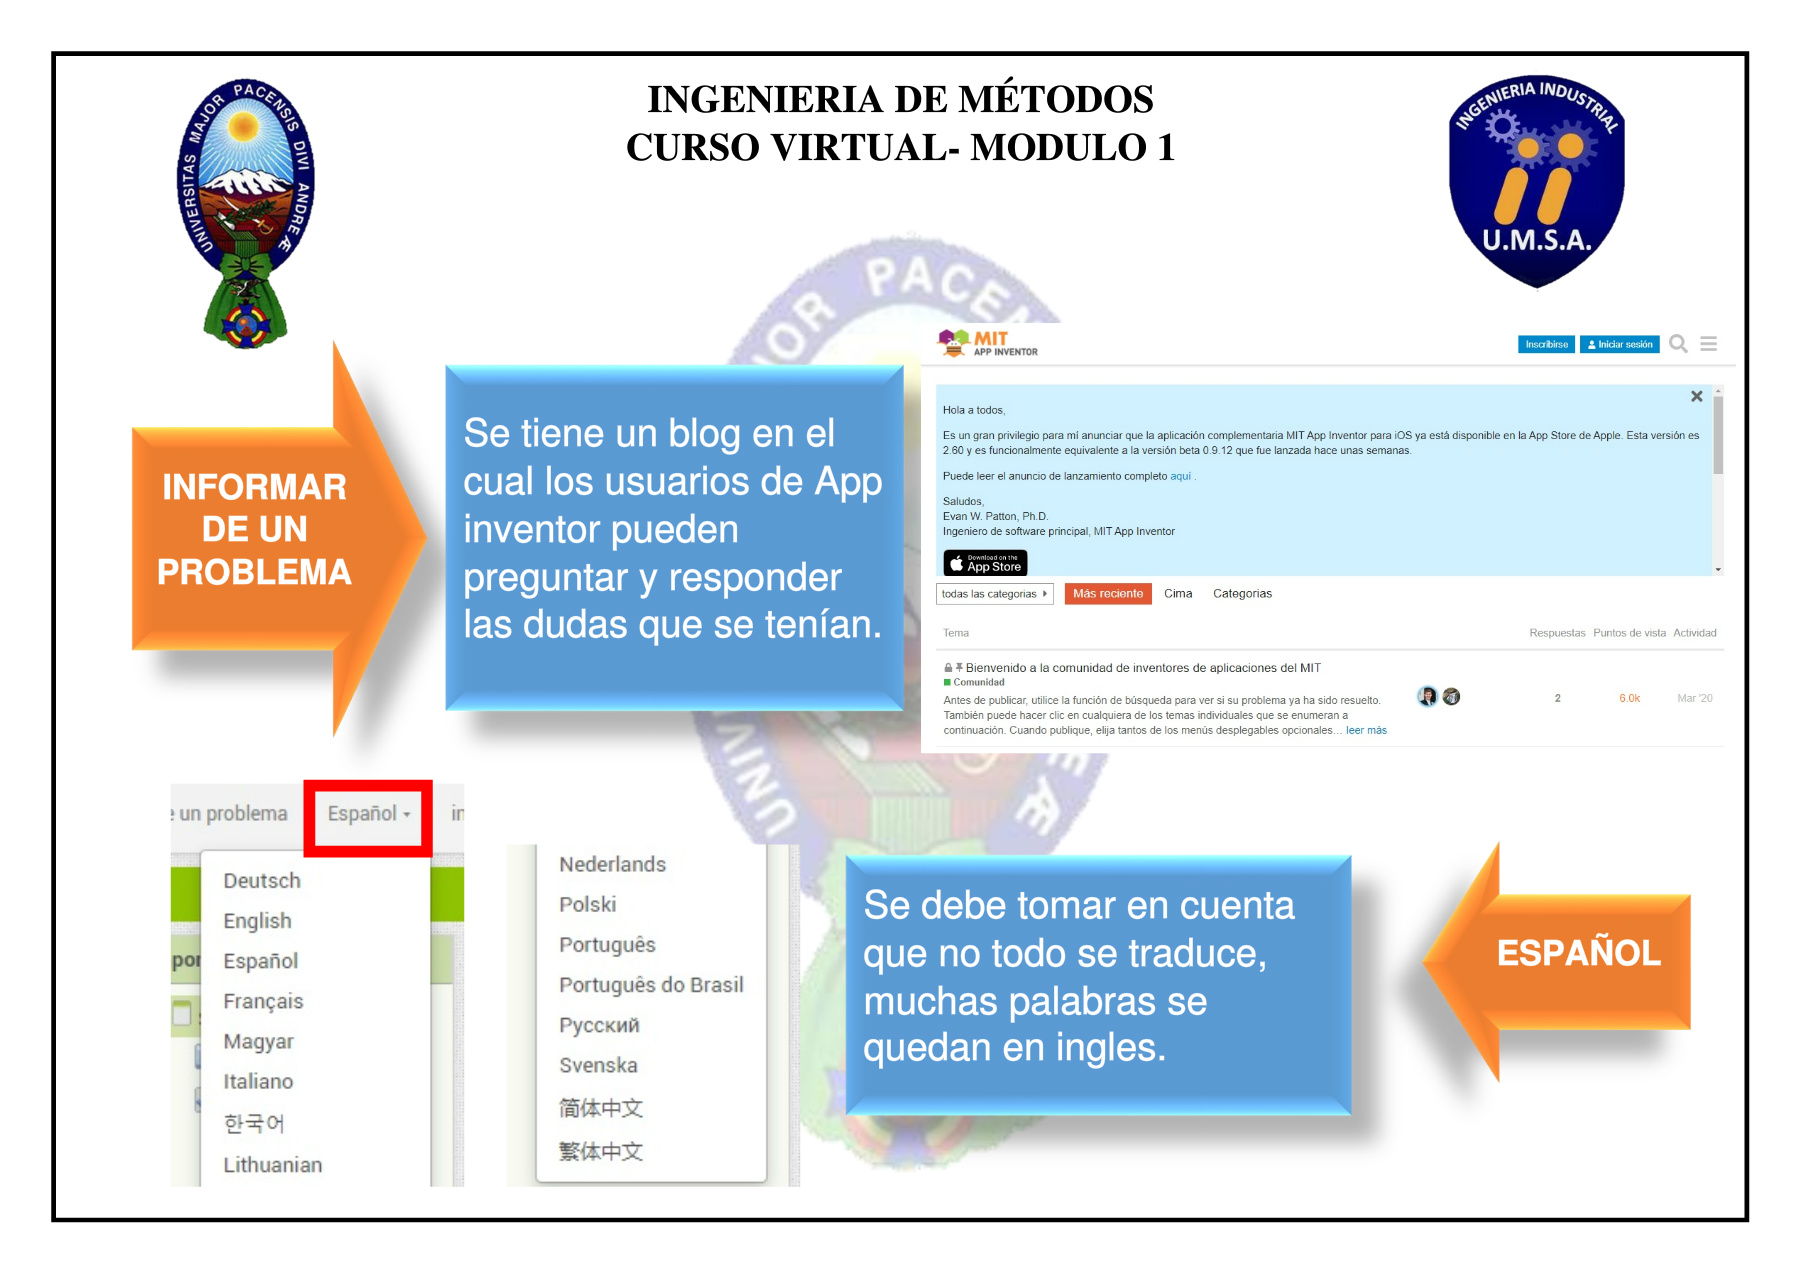 INGENIERIA DE MÉTODOS
CURSO VIRTUAL- MODULO 1
UNIVERSITAS MAJOR PACENSIS DIVI ANDREÆ
INGENIERIA INDUSTRIAL
U.M.S.A.
INFORMAR
DE UN
PROBLEMA
Se tiene un blog en el
cual los usuarios de App
inventor pueden
preguntar y responder
las dudas que se tenían.
MIT
APP INVENTOR
Inscribirse
Iniciar sesión
Hola a todos,
Es un gran privilegio para mí anunciar que la aplicación complementaria MIT App Inventor para iOS ya está disponible en la App Store de Apple. Esta versión es
2.60 y es funcionalmente equivalente a la versión beta 0.9.12 que fue lanzada hace unas semanas.
Puede leer el anuncio de lanzamiento completo aquí .
Saludos,
Evan W. Patton, Ph.D.
Ingeniero de software principal, MIT App Inventor
Download on the
App Store
todas las categorias
Más reciente
Cima
Categorias
Tema
Respuestas Puntos de vista Actividad
Bienvenido a la comunidad de inventores de aplicaciones del MIT
Comunidad
Antes de publicar, utilice la función de búsqueda para ver si su problema ya ha sido resuelto.
También puede hacer clic en cualquiera de los temas individuales que se enumeran a
continuación. Cuando publique, elija tantos de los menús desplegables opcionales... leer más
2
6.0k
Mar '20
e un problema
Español
in
por
Deutsch
English
Español
Français
Magyar
Italiano
한국어
Lithuanian
Nederlands
Polski
Português
Português do Brasil
Русский
Svenska
简体中文
繁体中文
Se debe tomar en cuenta
que no todo se traduce,
muchas palabras se
quedan en ingles.
ESPAÑOL